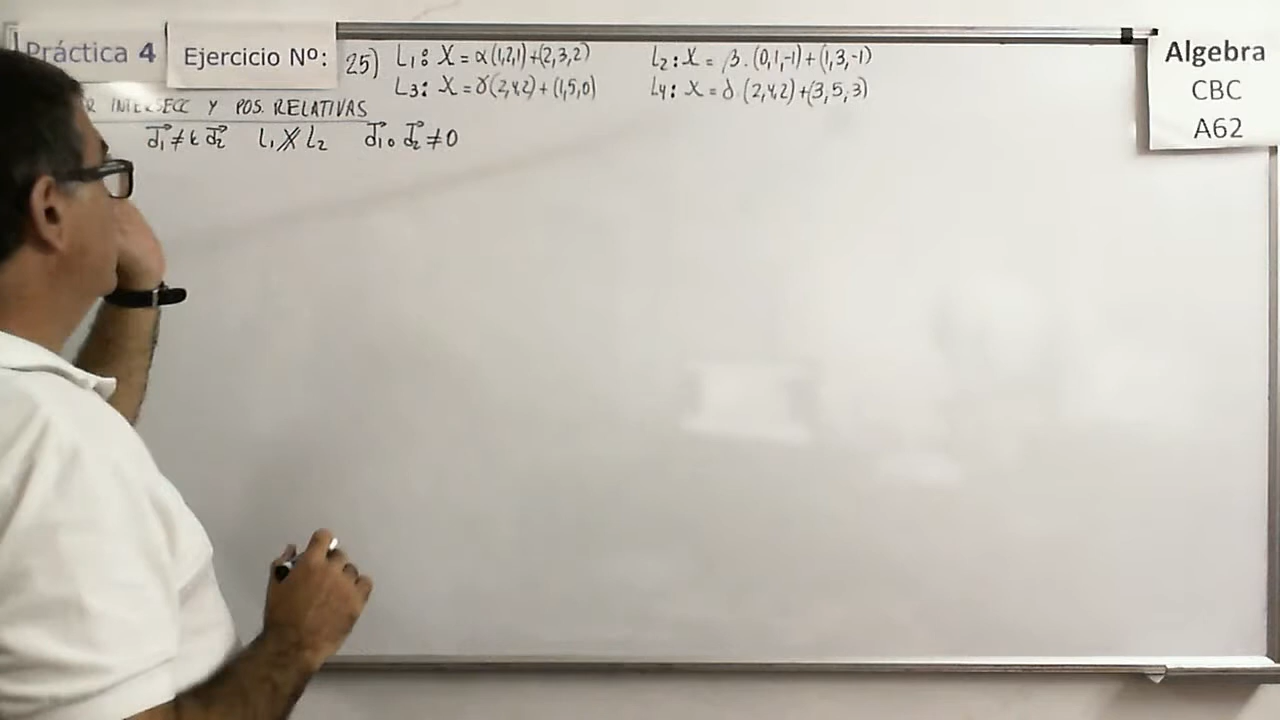 Práctica 4
Ejercicio Nº: 25) L1: X = α(1,2,1)+(2,3,2) L2: X = β.(0,1,-1)+(1,3,-1)
L3: X = γ(2,4,2)+(1,5,0) L4: X = δ.(2,4,2)+(3,5,3)
INTERSECC Y POS. RELATIVAS
d1 ≠ k d2 L1 ∦ L2 d1 ∘ d2 ≠ 0
Algebra
CBC
A62